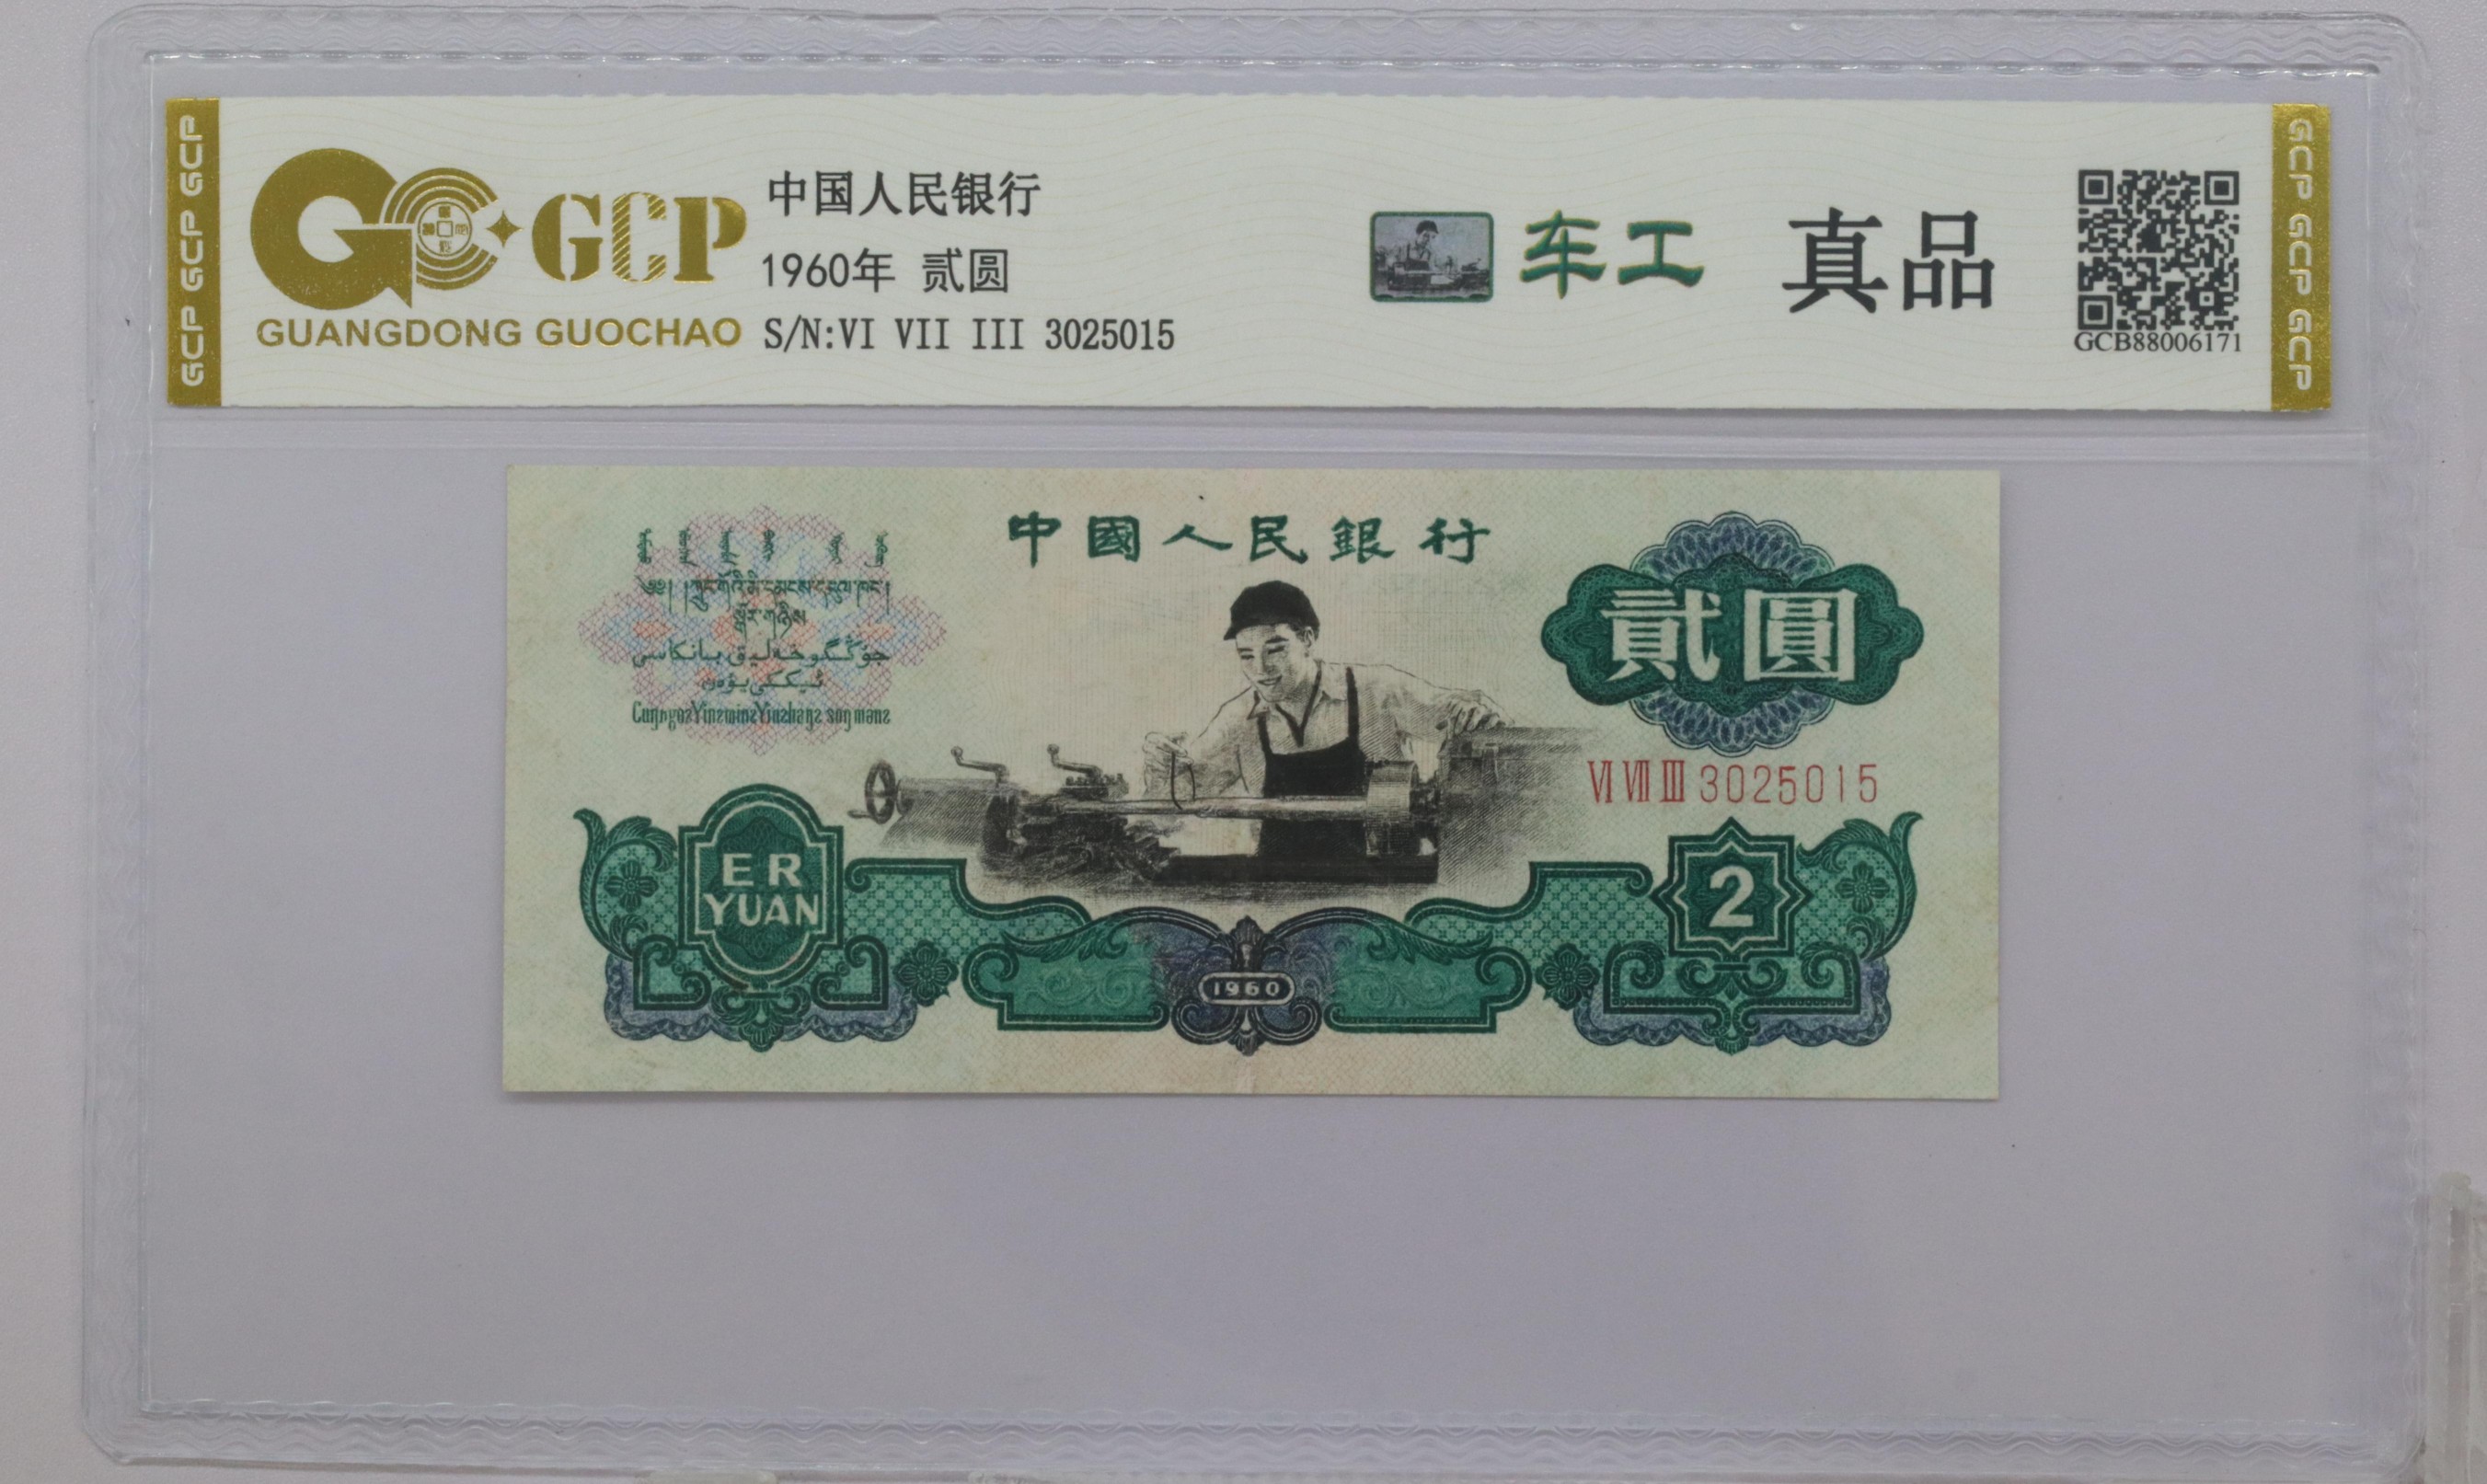 GCP GCP GCP
GCP
GUANGDONG GUOCHAO
中国人民银行
1960年 贰圆
S/N:VI VII III 3025015
车工
真品
GCB88006171
GCP GCP GCP
中國人民銀行
貳圓
VI VII III 3025015
ER
YUAN
1960
2